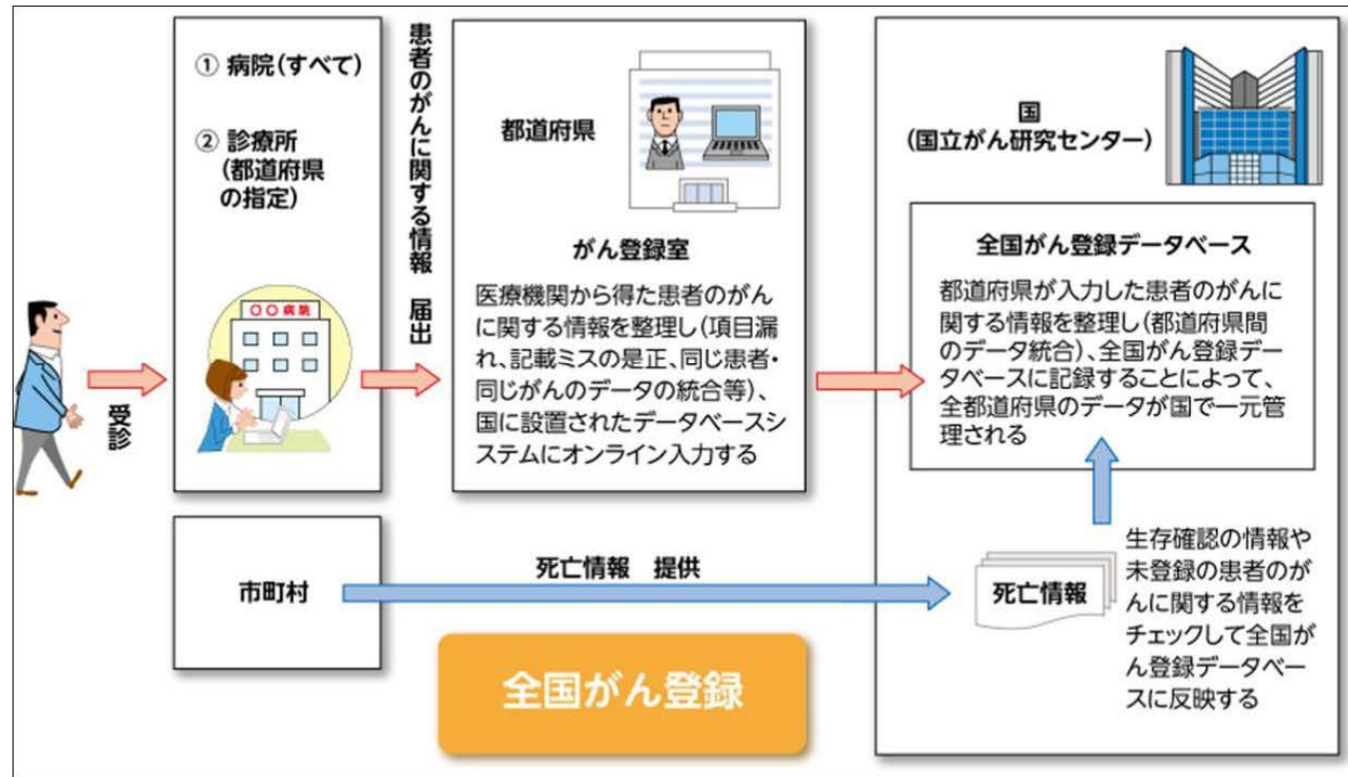 ① 病院(すべて)
② 診療所
(都道府県
の指定)
〇〇病院
受診
患者のがんに関する情報 届出
都道府県
がん登録室
医療機関から得た患者のがん
に関する情報を整理し(項目漏
れ、記載ミスの是正、同じ患者・
同じがんのデータの統合等)、
国に設置されたデータベースシ
ステムにオンライン入力する
国
(国立がん研究センター)
全国がん登録データベース
都道府県が入力した患者のがんに
関する情報を整理し(都道府県間
のデータ統合)、全国がん登録デー
タベースに記録することによって、
全都道府県のデータが国で一元管
理される
市町村
死亡情報 提供
死亡情報
生存確認の情報や
未登録の患者のが
んに関する情報を
チェックして全国が
ん登録データベー
スに反映する
全国がん登録